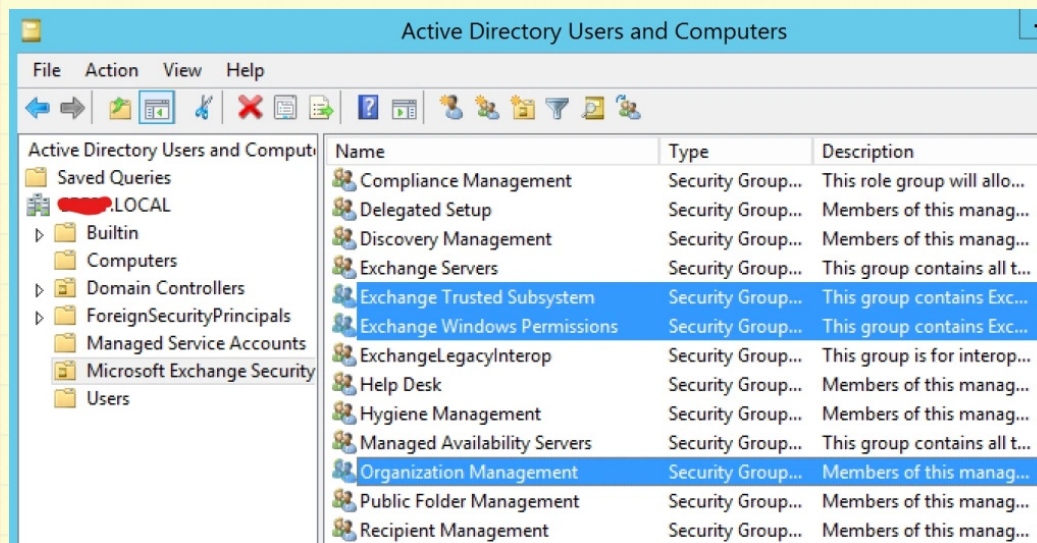 Active Directory Users and Computers
File Action View Help
Active Directory Users and Compute
Saved Queries
.LOCAL
Builtin
Computers
Domain Controllers
ForeignSecurityPrincipals
Managed Service Accounts
Microsoft Exchange Security
Users
Name Type Description
Compliance Management Security Group... This role group will allo...
Delegated Setup Security Group... Members of this manag...
Discovery Management Security Group... Members of this manag...
Exchange Servers Security Group... This group contains all t...
Exchange Trusted Subsystem Security Group... This group contains Exc...
Exchange Windows Permissions Security Group... This group contains Exc...
ExchangeLegacyInterop Security Group... This group is for interop...
Help Desk Security Group... Members of this manag...
Hygiene Management Security Group... Members of this manag...
Managed Availability Servers Security Group... This group contains all t...
Organization Management Security Group... Members of this manag...
Public Folder Management Security Group... Members of this manag...
Recipient Management Security Group... Members of this manag...